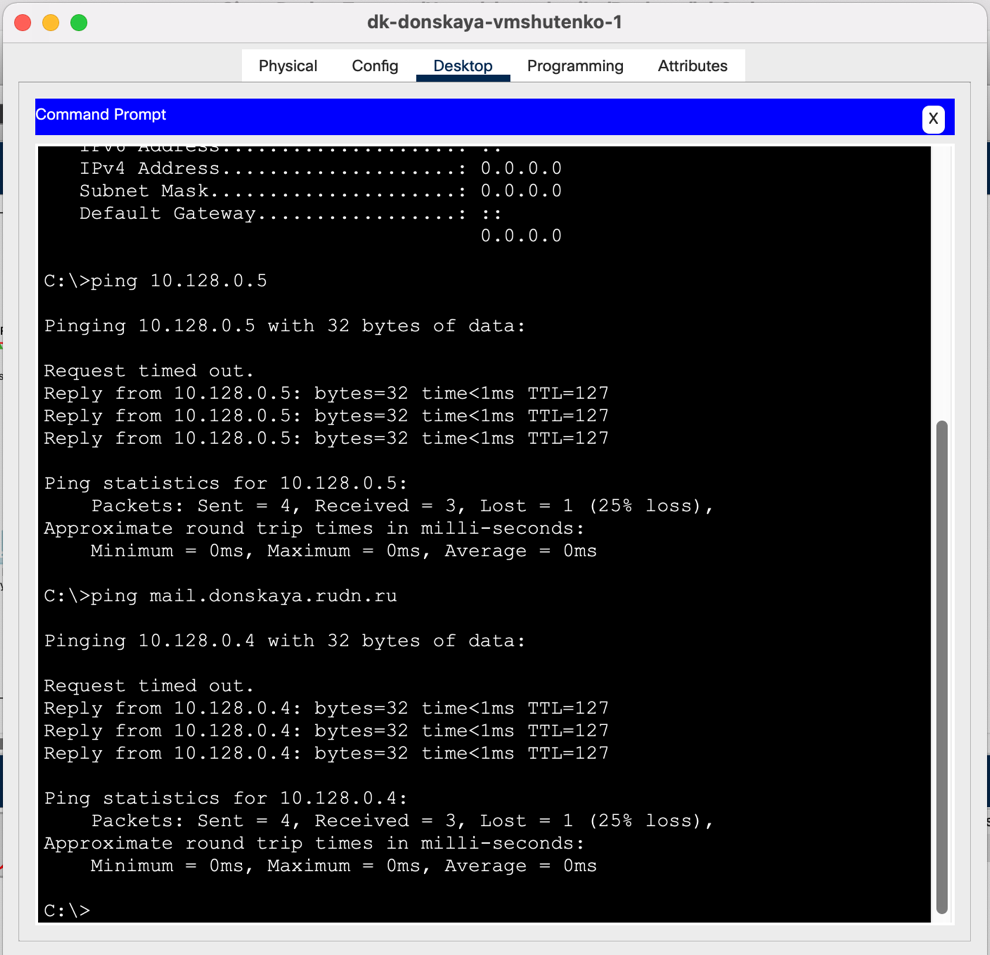 dk-donskaya-vmshutenko-1
Physical Config Desktop Programming Attributes
Command Prompt
X
IPv6 Address......................: ::
IPv4 Address....................: 0.0.0.0
Subnet Mask.....................: 0.0.0.0
Default Gateway.................: ::
0.0.0.0
C:\>ping 10.128.0.5
Pinging 10.128.0.5 with 32 bytes of data:
Request timed out.
Reply from 10.128.0.5: bytes=32 time<1ms TTL=127
Reply from 10.128.0.5: bytes=32 time<1ms TTL=127
Reply from 10.128.0.5: bytes=32 time<1ms TTL=127
Ping statistics for 10.128.0.5:
Packets: Sent = 4, Received = 3, Lost = 1 (25% loss),
Approximate round trip times in milli-seconds:
Minimum = 0ms, Maximum = 0ms, Average = 0ms
C:\>ping mail.donskaya.rudn.ru
Pinging 10.128.0.4 with 32 bytes of data:
Request timed out.
Reply from 10.128.0.4: bytes=32 time<1ms TTL=127
Reply from 10.128.0.4: bytes=32 time<1ms TTL=127
Reply from 10.128.0.4: bytes=32 time<1ms TTL=127
Ping statistics for 10.128.0.4:
Packets: Sent = 4, Received = 3, Lost = 1 (25% loss),
Approximate round trip times in milli-seconds:
Minimum = 0ms, Maximum = 0ms, Average = 0ms
C:\>